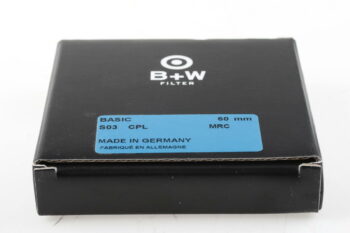 B+W
FILTER
BASIC 60 mm
S03 CPL MRC
MADE IN GERMANY
FABRIQUÉ EN ALLEMAGNE